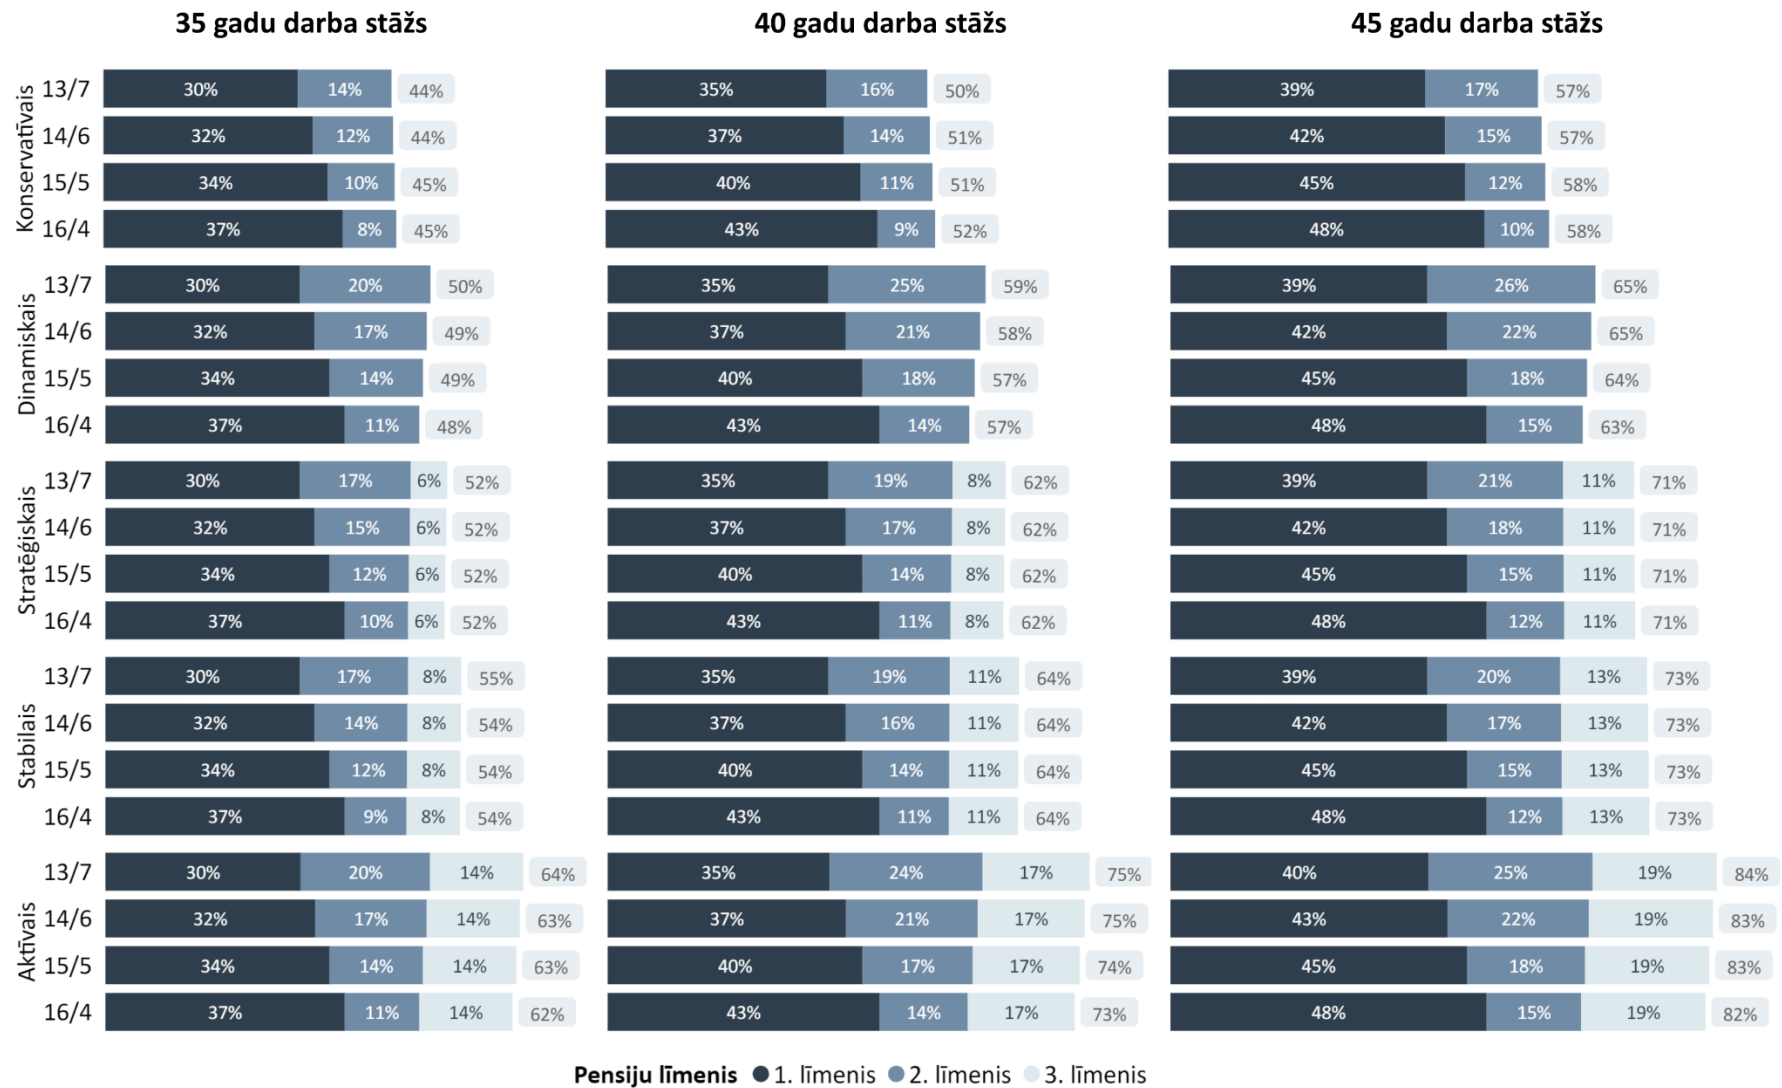 35 gadu darba stāžs 40 gadu darba stāžs 45 gadu darba stāžs
Konservatīvais
13/7 30% 14% 44% 35% 16% 50% 39% 17% 57%
14/6 32% 12% 44% 37% 14% 51% 42% 15% 57%
15/5 34% 10% 45% 40% 11% 51% 45% 12% 58%
16/4 37% 8% 45% 43% 9% 52% 48% 10% 58%
Dinamiskais
13/7 30% 20% 50% 35% 25% 59% 39% 26% 65%
14/6 32% 17% 49% 37% 21% 58% 42% 22% 65%
15/5 34% 14% 49% 40% 18% 57% 45% 18% 64%
16/4 37% 11% 48% 43% 14% 57% 48% 15% 63%
Stratēģiskais
13/7 30% 17% 6% 52% 35% 19% 8% 62% 39% 21% 11% 71%
14/6 32% 15% 6% 52% 37% 17% 8% 62% 42% 18% 11% 71%
15/5 34% 12% 6% 52% 40% 14% 8% 62% 45% 15% 11% 71%
16/4 37% 10% 6% 52% 43% 11% 8% 62% 48% 12% 11% 71%
Stabilais
13/7 30% 17% 8% 55% 35% 19% 11% 64% 39% 20% 13% 73%
14/6 32% 14% 8% 54% 37% 16% 11% 64% 42% 17% 13% 73%
15/5 34% 12% 8% 54% 40% 14% 11% 64% 45% 15% 13% 73%
16/4 37% 9% 8% 54% 43% 11% 11% 64% 48% 12% 13% 73%
Aktīvais
13/7 30% 20% 14% 64% 35% 24% 17% 75% 40% 25% 19% 84%
14/6 32% 17% 14% 63% 37% 21% 17% 75% 43% 22% 19% 83%
15/5 34% 14% 14% 63% 40% 17% 17% 74% 45% 18% 19% 83%
16/4 37% 11% 14% 62% 43% 14% 17% 73% 48% 15% 19% 82%
Pensiju līmenis 1. līmenis 2. līmenis 3. līmenis